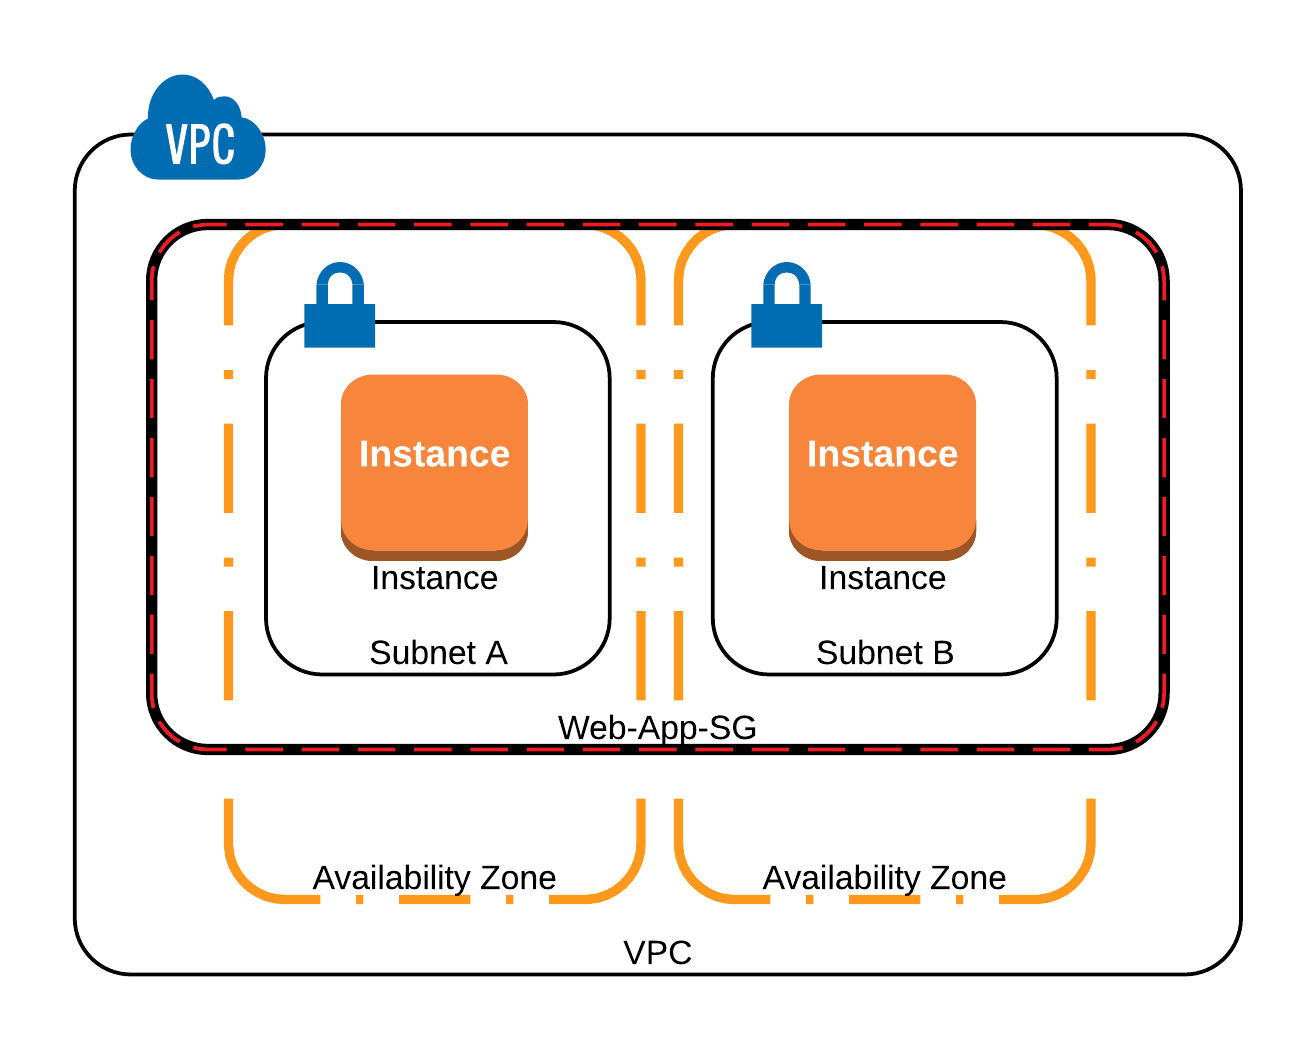 VPC
Instance
Instance
Instance
Instance
Subnet A
Subnet B
Web-App-SG
Availability Zone
Availability Zone
VPC